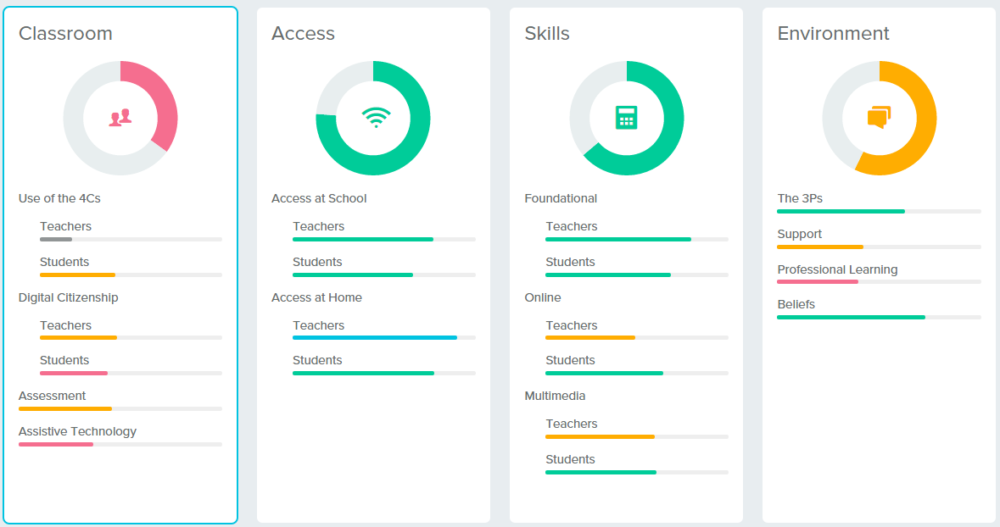 Classroom
Use of the 4Cs
Teachers
Students
Digital Citizenship
Teachers
Students
Assessment
Assistive Technology
Access
Access at School
Teachers
Students
Access at Home
Teachers
Students
Skills
Foundational
Teachers
Students
Online
Teachers
Students
Multimedia
Teachers
Students
Environment
The 3Ps
Support
Professional Learning
Beliefs